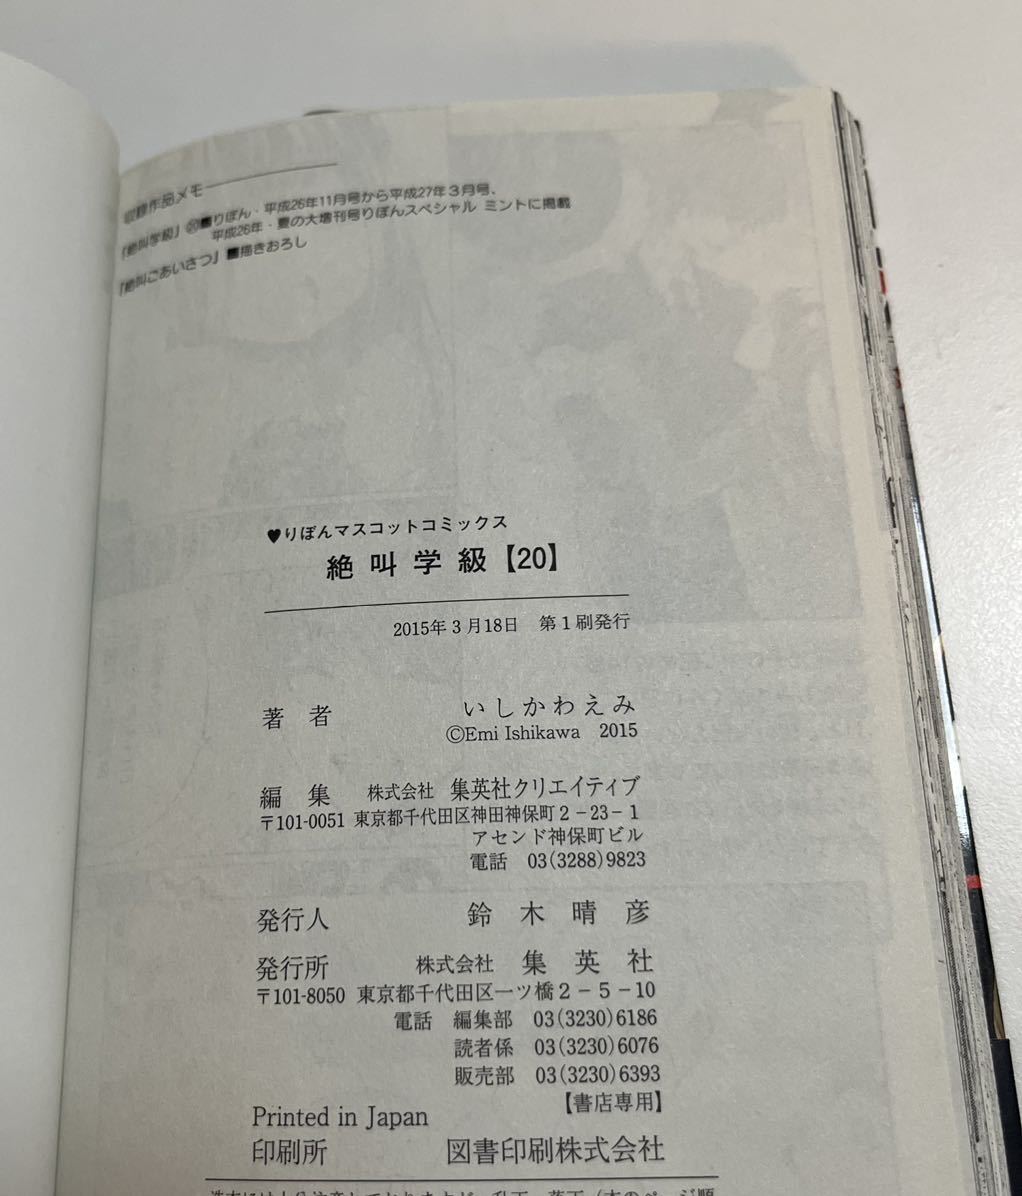 収録作品メモ
『絶叫学級』⑳■りぼん・平成26年11月号から平成27年3月号、
平成26年・夏の大増刊号りぼんスペシャル ミントに掲載
『絶叫ごあいさつ』■描きおろし
♥りぼんマスコットコミックス
絶叫学級【20】
2015年3月18日 第1刷発行
著者 いしかわえみ
©Emi Ishikawa 2015
編集 株式会社 集英社クリエイティブ
〒101-0051 東京都千代田区神田神保町2-23-1
アセンド神保町ビル
電話 03(3288)9823
発行人 鈴木晴彦
発行所 株式会社 集英社
〒101-8050 東京都千代田区一ツ橋2-5-10
電話 編集部 03(3230)6186
読者係 03(3230)6076
販売部 03(3230)6393
【書店専用】
Printed in Japan
印刷所 図書印刷株式会社